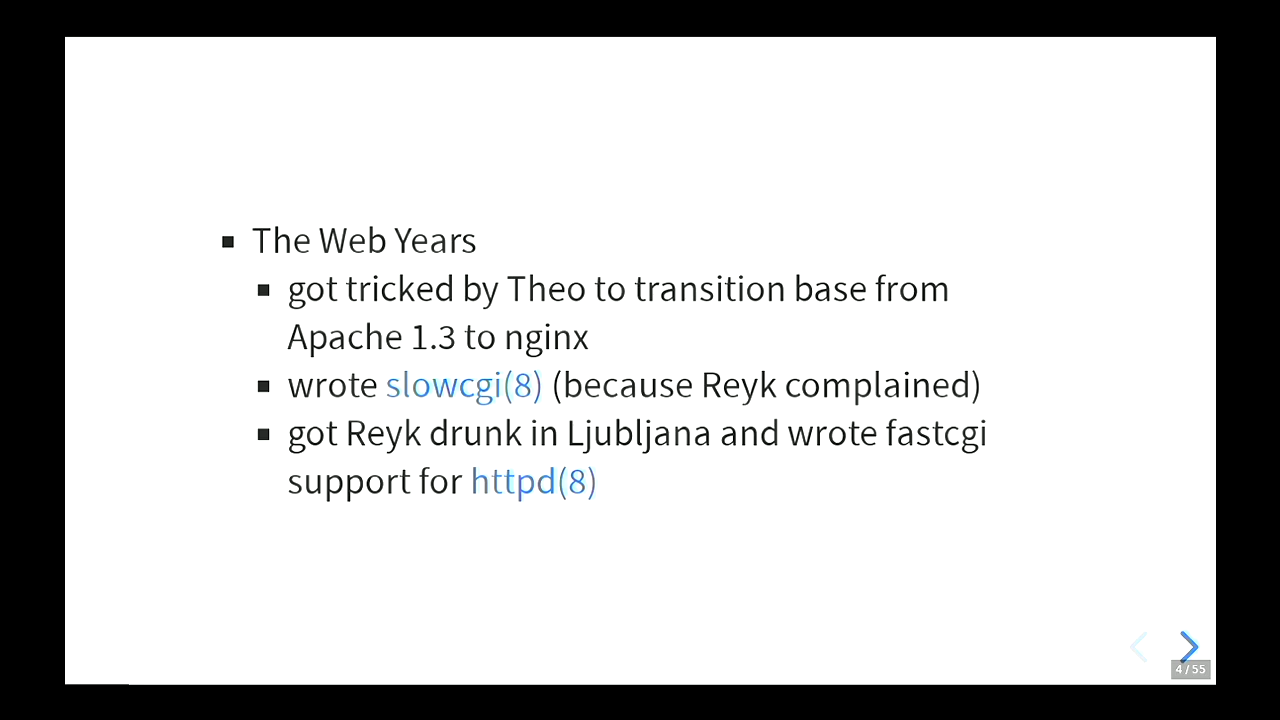 The Web Years
got tricked by Theo to transition base from
Apache 1.3 to nginx
wrote slowcgi(8) (because Reyk complained)
got Reyk drunk in Ljubljana and wrote fastcgi
support for httpd(8)
4 / 55